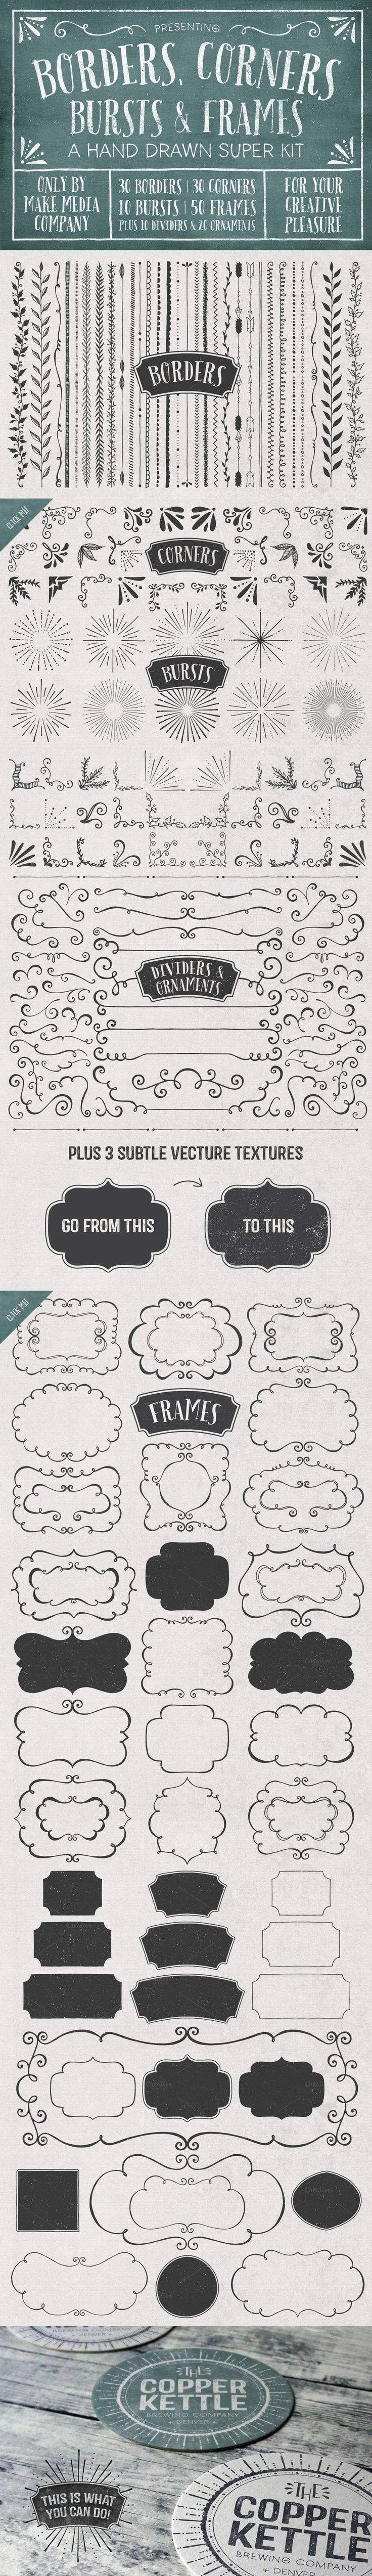 PRESENTING
BORDERS, CORNERS
BURSTS & FRAMES
A HAND DRAWN SUPER KIT
ONLY BY
MAKE MEDIA
COMPANY
30 BORDERS | 30 CORNERS
10 BURSTS | 50 FRAMES
PLUS 10 DIVIDERS & 20 ORNAMENTS
FOR YOUR
CREATIVE
PLEASURE
BORDERS
CLICK ME!
CORNERS
BURSTS
DIVIDERS &
ORNAMENTS
PLUS 3 SUBTLE VECTURE TEXTURES
GO FROM THIS
TO THIS
CLICK ME!
FRAMES
THE
COPPER
KETTLE
BREWING COMPANY
DENVER
THIS IS WHAT
YOU CAN DO!
THE
COPPER
KETTLE
BREWING COMPANY
+ DENVER +